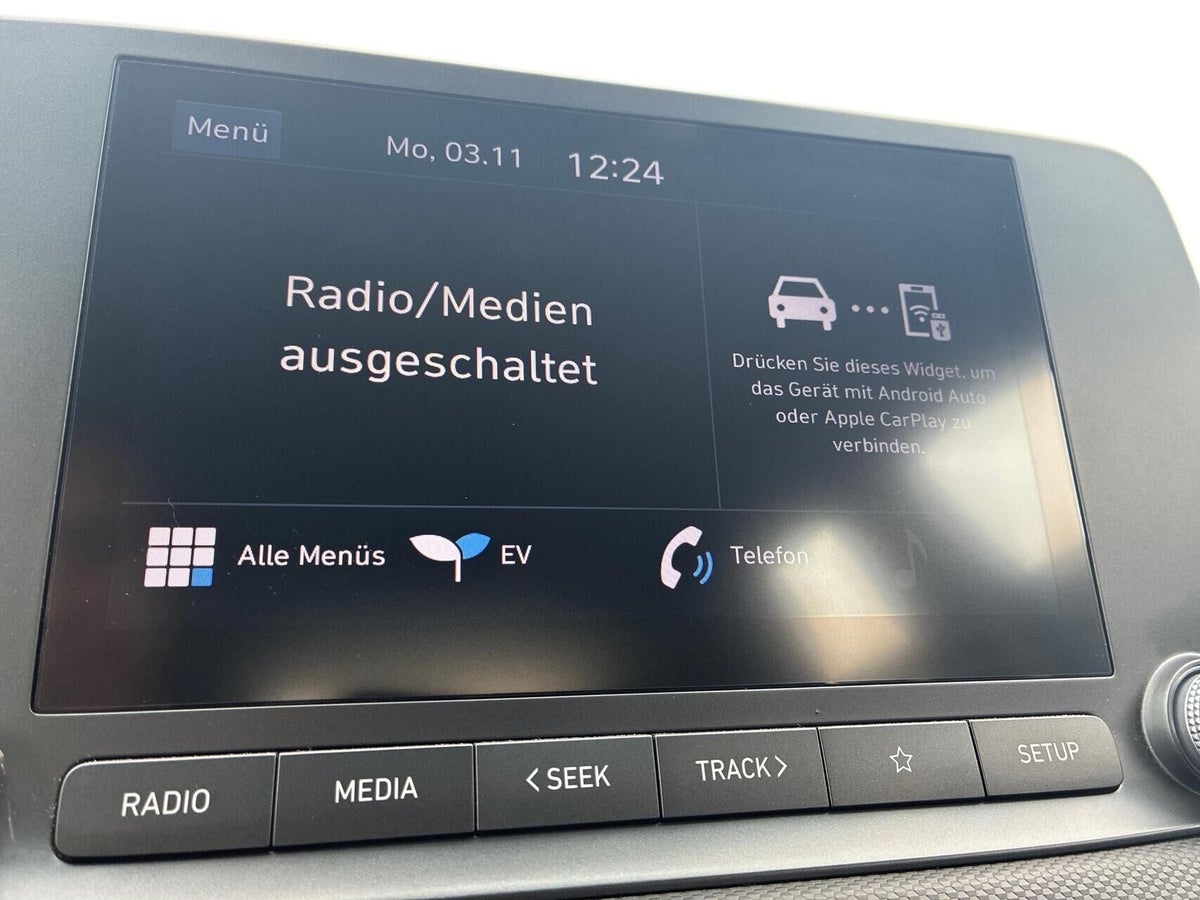 Menü
Mo, 03.11
12:24
Radio/Medien
ausgeschaltet
Drücken Sie dieses Widget, um
das Gerät mit Android Auto
oder Apple CarPlay zu
verbinden.
Alle Menüs
EV
Telefon
RADIO
MEDIA
< SEEK
TRACK >
SETUP